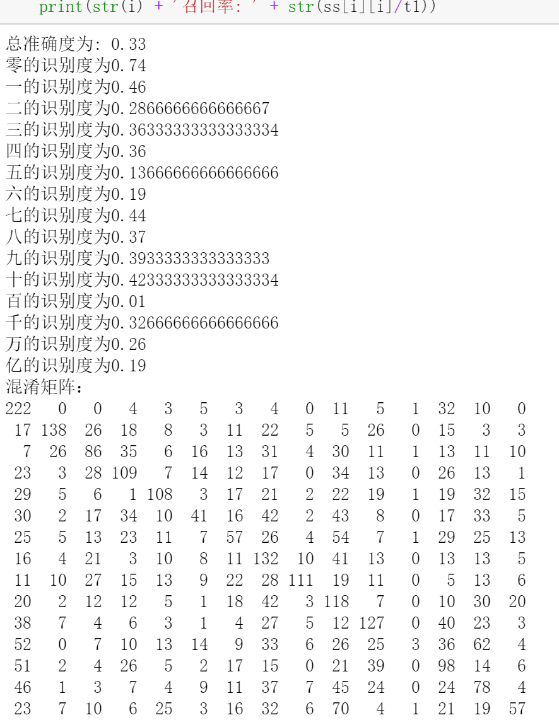 print(str(i) + '召回率: ' + str(ss[i][i]/t1))
总准确度为: 0.33
零的识别度为0.74
一的识别度为0.46
二的识别度为0.2866666666666667
三的识别度为0.36333333333333334
四的识别度为0.36
五的识别度为0.13666666666666666
六的识别度为0.19
七的识别度为0.44
八的识别度为0.37
九的识别度为0.3933333333333333
十的识别度为0.42333333333333334
百的识别度为0.01
千的识别度为0.32666666666666666
万的识别度为0.26
亿的识别度为0.19
混淆矩阵:
222 0 0 4 3 5 3 4 0 11 5 1 32 10 0
17 138 26 18 8 3 11 22 5 5 26 0 15 3 3
7 26 86 35 6 16 13 31 4 30 11 1 13 11 10
23 3 28 109 7 14 12 17 0 34 13 0 26 13 1
29 5 6 1 108 3 17 21 2 22 19 1 19 32 15
30 2 17 34 10 41 16 42 2 43 8 0 17 33 5
25 5 13 23 11 7 57 26 4 54 7 1 29 25 13
16 4 21 3 10 8 11 132 10 41 13 0 13 13 5
11 10 27 15 13 9 22 28 111 19 11 0 5 13 6
20 2 12 12 5 1 18 42 3 118 7 0 10 30 20
38 7 4 6 3 1 4 27 5 12 127 0 40 23 3
52 0 7 10 13 14 9 33 6 26 25 3 36 62 4
51 2 4 26 5 2 17 15 0 21 39 0 98 14 6
46 1 3 7 4 9 11 37 7 45 24 0 24 78 4
23 7 10 6 25 3 16 32 6 70 4 1 21 19 57